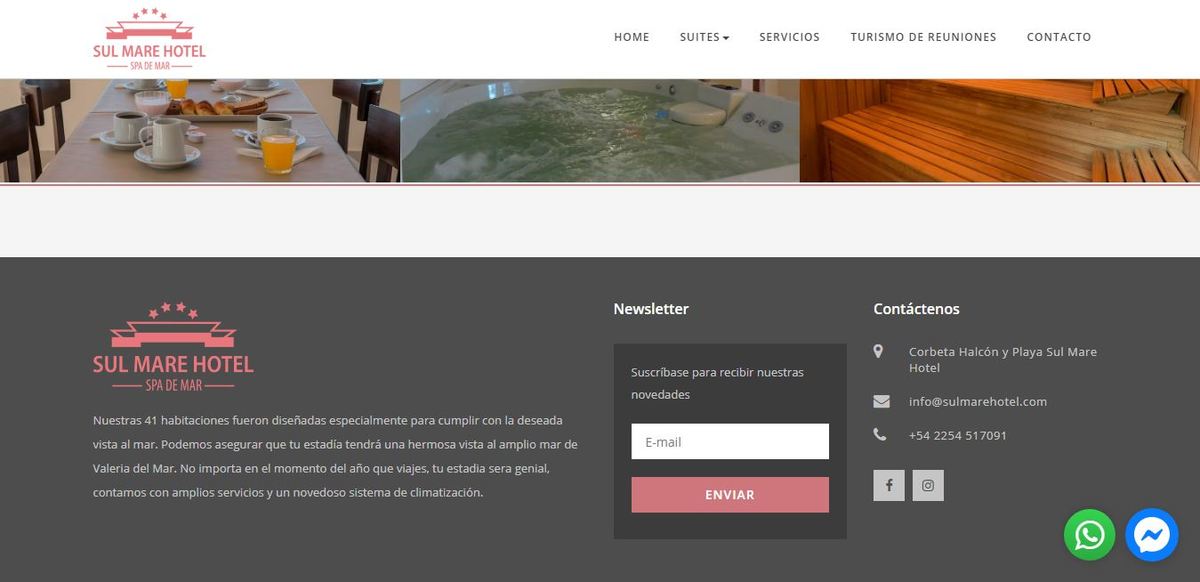 SUL MARE HOTEL
SPA DE MAR
HOME SUITES SERVICIOS TURISMO DE REUNIONES CONTACTO
SUL MARE HOTEL
SPA DE MAR
Nuestras 41 habitaciones fueron diseñadas especialmente para cumplir con la deseada
vista al mar. Podemos asegurar que tu estadía tendrá una hermosa vista al amplio mar de
Valeria del Mar. No importa en el momento del año que viajes, tu estadia sera genial,
contamos con amplios servicios y un novedoso sistema de climatización.
Newsletter
Suscríbase para recibir nuestras
novedades
E-mail
ENVIAR
Contáctenos
Corbeta Halcón y Playa Sul Mare
Hotel
info@sulmarehotel.com
+54 2254 517091